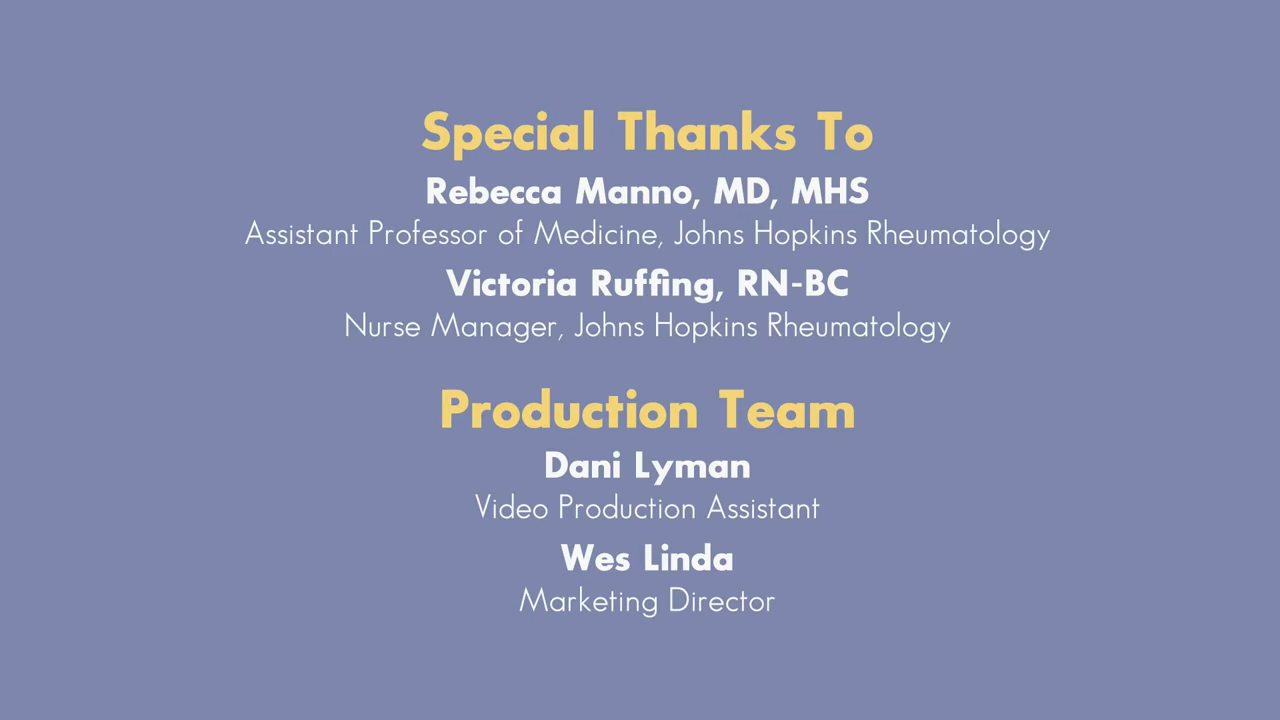 Special Thanks To
Rebecca Manno, MD, MHS
Assistant Professor of Medicine, Johns Hopkins Rheumatology
Victoria Ruffing, RN-BC
Nurse Manager, Johns Hopkins Rheumatology
Production Team
Dani Lyman
Video Production Assistant
Wes Linda
Marketing Director